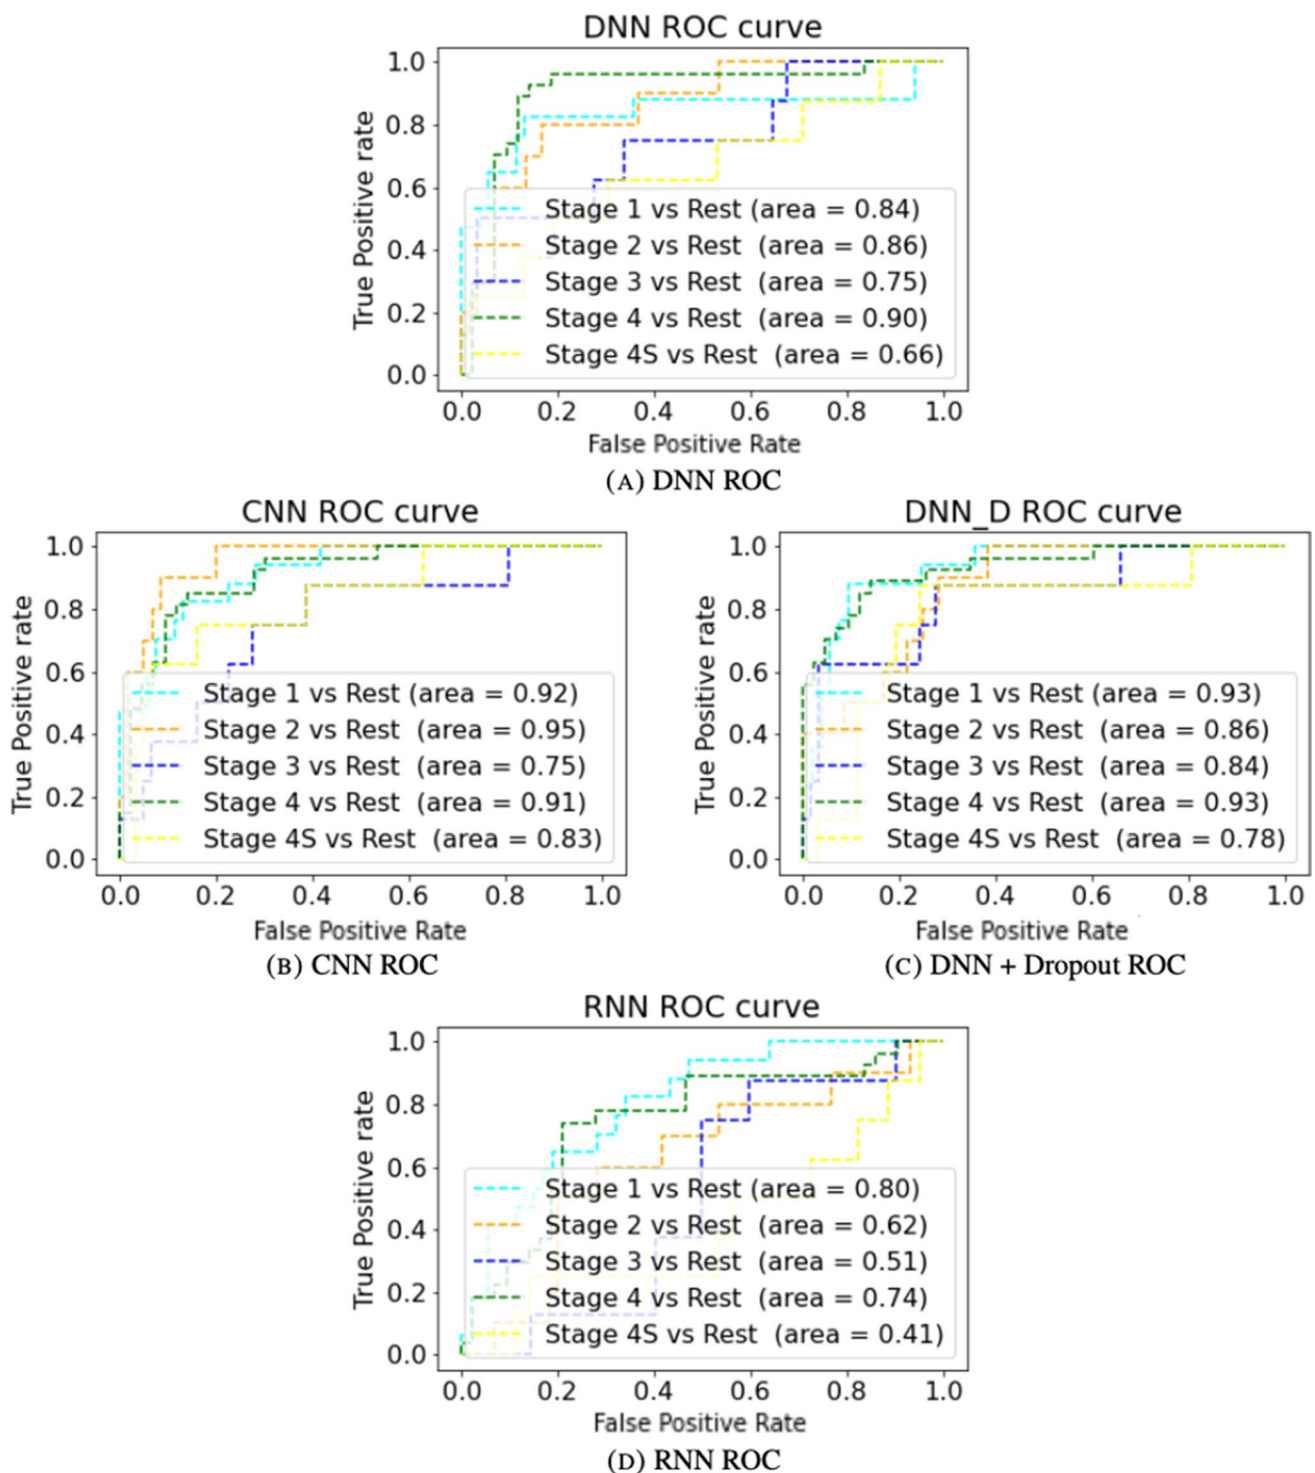 DNN ROC curve
1.0
0.8
0.6
0.4
0.2
0.0
True Positive rate
Stage 1 vs Rest (area = 0.84)
Stage 2 vs Rest (area = 0.86)
Stage 3 vs Rest (area = 0.75)
Stage 4 vs Rest (area = 0.90)
Stage 4S vs Rest (area = 0.66)
0.0 0.2 0.4 0.6 0.8 1.0
False Positive Rate
(A) DNN ROC
CNN ROC curve
1.0
0.8
0.6
0.4
0.2
0.0
True Positive rate
Stage 1 vs Rest (area = 0.92)
Stage 2 vs Rest (area = 0.95)
Stage 3 vs Rest (area = 0.75)
Stage 4 vs Rest (area = 0.91)
Stage 4S vs Rest (area = 0.83)
0.0 0.2 0.4 0.6 0.8 1.0
False Positive Rate
(B) CNN ROC
DNN_D ROC curve
1.0
0.8
0.6
0.4
0.2
0.0
True Positive rate
Stage 1 vs Rest (area = 0.93)
Stage 2 vs Rest (area = 0.86)
Stage 3 vs Rest (area = 0.84)
Stage 4 vs Rest (area = 0.93)
Stage 4S vs Rest (area = 0.78)
0.0 0.2 0.4 0.6 0.8 1.0
False Positive Rate
(C) DNN + Dropout ROC
RNN ROC curve
1.0
0.8
0.6
0.4
0.2
0.0
True Positive rate
Stage 1 vs Rest (area = 0.80)
Stage 2 vs Rest (area = 0.62)
Stage 3 vs Rest (area = 0.51)
Stage 4 vs Rest (area = 0.74)
Stage 4S vs Rest (area = 0.41)
0.0 0.2 0.4 0.6 0.8 1.0
False Positive Rate
(D) RNN ROC